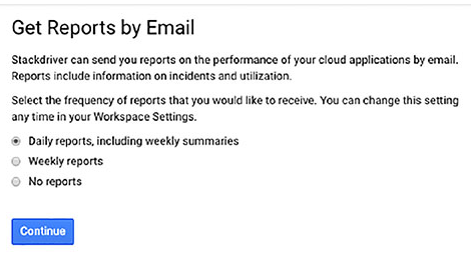 Get Reports by Email
Stackdriver can send you reports on the performance of your cloud applications by email.
Reports include information on incidents and utilization.
Select the frequency of reports that you would like to receive. You can change this setting
any time in your Workspace Settings.
Daily reports, including weekly summaries
Weekly reports
No reports
Continue